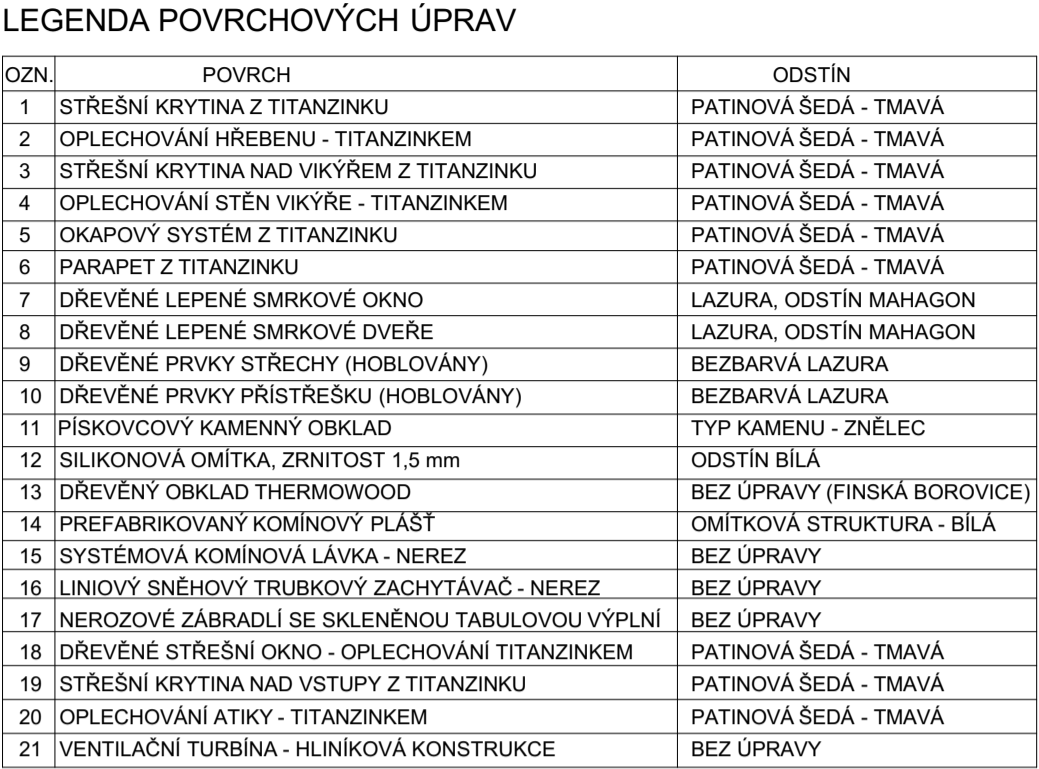 LEGENDA POVRCHOVÝCH ÚPRAV
OZN. POVRCH ODSTÍN
1 STŘEŠNÍ KRYTINA Z TITANZINKU PATINOVÁ ŠEDÁ - TMAVÁ
2 OPLECHOVÁNÍ HŘEBENU - TITANZINKEM PATINOVÁ ŠEDÁ - TMAVÁ
3 STŘEŠNÍ KRYTINA NAD VIKÝŘEM Z TITANZINKU PATINOVÁ ŠEDÁ - TMAVÁ
4 OPLECHOVÁNÍ STĚN VIKÝŘE - TITANZINKEM PATINOVÁ ŠEDÁ - TMAVÁ
5 OKAPOVÝ SYSTÉM Z TITANZINKU PATINOVÁ ŠEDÁ - TMAVÁ
6 PARAPET Z TITANZINKU PATINOVÁ ŠEDÁ - TMAVÁ
7 DŘEVĚNÉ LEPENÉ SMRKOVÉ OKNO LAZURA, ODSTÍN MAHAGON
8 DŘEVĚNÉ LEPENÉ SMRKOVÉ DVEŘE LAZURA, ODSTÍN MAHAGON
9 DŘEVĚNÉ PRVKY STŘECHY (HOBLOVÁNY) BEZBARVÁ LAZURA
10 DŘEVĚNÉ PRVKY PŘÍSTŘEŠKU (HOBLOVÁNY) BEZBARVÁ LAZURA
11 PÍSKOVCOVÝ KAMENNÝ OBKLAD TYP KAMENU - ZNĚLEC
12 SILIKONOVÁ OMÍTKA, ZRNITOST 1,5 mm ODSTÍN BÍLÁ
13 DŘEVĚNÝ OBKLAD THERMOWOOD BEZ ÚPRAVY (FINSKÁ BOROVICE)
14 PREFABRIKOVANÝ KOMÍNOVÝ PLÁŠŤ OMÍTKOVÁ STRUKTURA - BÍLÁ
15 SYSTÉMOVÁ KOMÍNOVÁ LÁVKA - NEREZ BEZ ÚPRAVY
16 LINIOVÝ SNĚHOVÝ TRUBKOVÝ ZACHYTÁVAČ - NEREZ BEZ ÚPRAVY
17 NEROZOVÉ ZÁBRADLÍ SE SKLENĚNOU TABULOVOU VÝPLNÍ BEZ ÚPRAVY
18 DŘEVĚNÉ STŘEŠNÍ OKNO - OPLECHOVÁNÍ TITANZINKEM PATINOVÁ ŠEDÁ - TMAVÁ
19 STŘEŠNÍ KRYTINA NAD VSTUPY Z TITANZINKU PATINOVÁ ŠEDÁ - TMAVÁ
20 OPLECHOVÁNÍ ATIKY - TITANZINKEM PATINOVÁ ŠEDÁ - TMAVÁ
21 VENTILAČNÍ TURBÍNA - HLINÍKOVÁ KONSTRUKCE BEZ ÚPRAVY